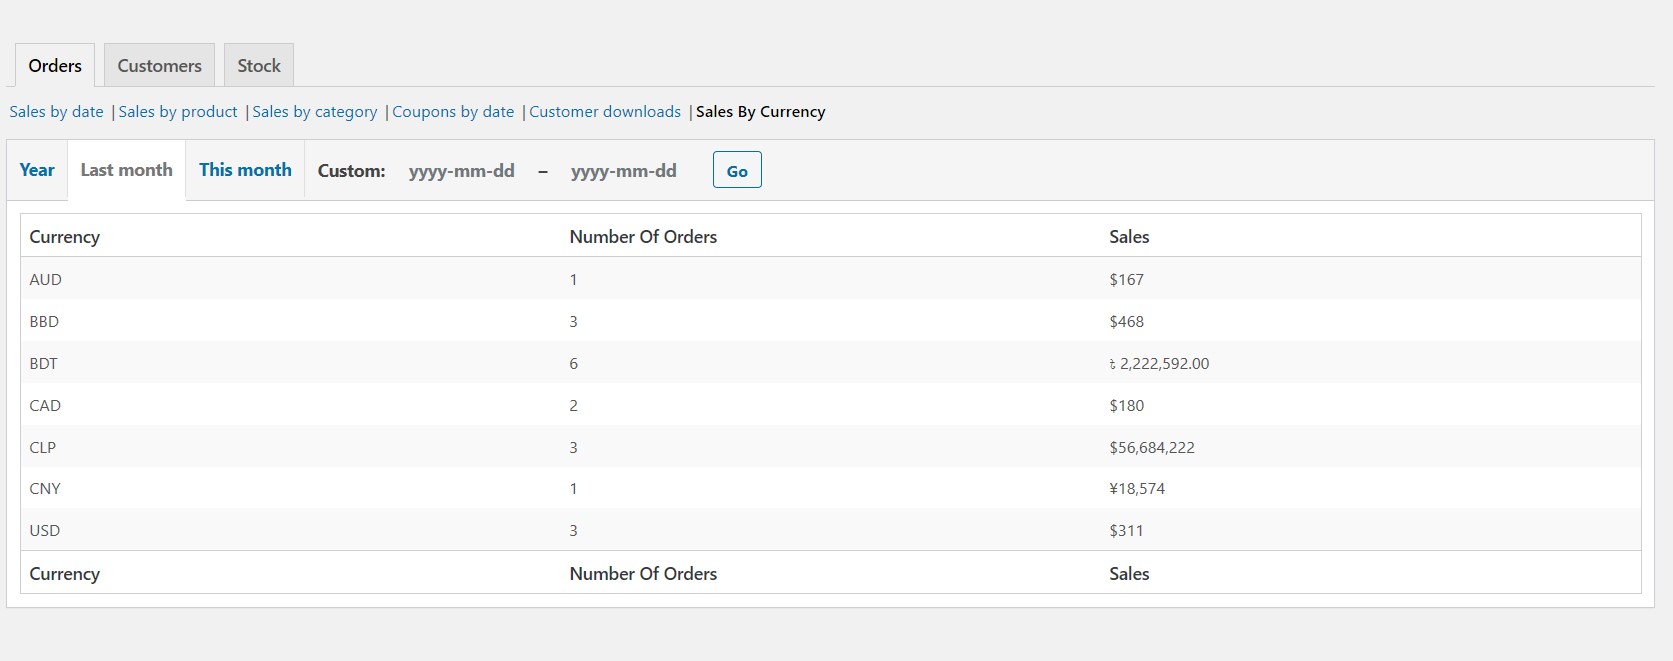 Orders Customers Stock
Sales by date | Sales by product | Sales by category | Coupons by date | Customer downloads | Sales By Currency
Year Last month This month Custom: yyyy-mm-dd – yyyy-mm-dd Go
Currency Number Of Orders Sales
AUD 1 $167
BBD 3 $468
BDT 6 ৳ 2,222,592.00
CAD 2 $180
CLP 3 $56,684,222
CNY 1 ¥18,574
USD 3 $311
Currency Number Of Orders Sales